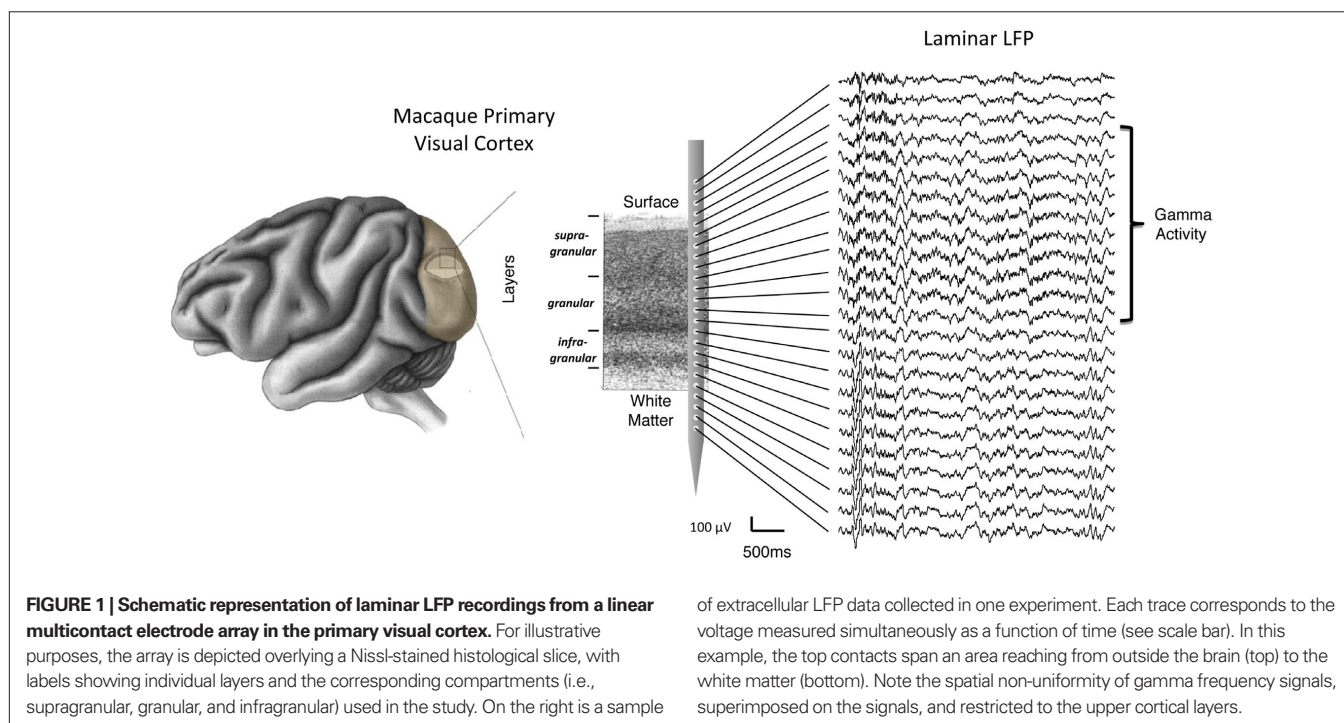 Laminar LFP
Macaque Primary
Visual Cortex
Surface
supra-
granular
Layers
granular
infra-
granular
White
Matter
Gamma
Activity
100 µV
500ms
FIGURE 1 | Schematic representation of laminar LFP recordings from a linear
multicontact electrode array in the primary visual cortex. For illustrative
purposes, the array is depicted overlying a Nissl-stained histological slice, with
labels showing individual layers and the corresponding compartments (i.e.,
supragranular, granular, and infragranular) used in the study. On the right is a sample
of extracellular LFP data collected in one experiment. Each trace corresponds to the
voltage measured simultaneously as a function of time (see scale bar). In this
example, the top contacts span an area reaching from outside the brain (top) to the
white matter (bottom). Note the spatial non-uniformity of gamma frequency signals,
superimposed on the signals, and restricted to the upper cortical layers.